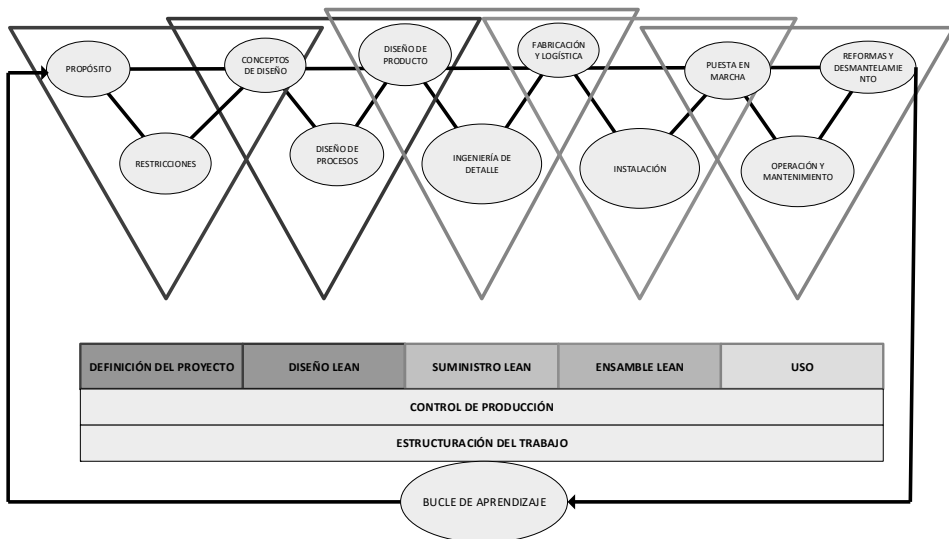 PROPÓSITO
CONCEPTOS
DE DISEÑO
DISEÑO DE
PRODUCTO
FABRICACIÓN
Y LOGÍSTICA
PUESTA EN
MARCHA
REFORMAS Y
DESMANTELAMIE
NTO
RESTRICCIONES
DISEÑO DE
PROCESOS
INGENIERÍA DE
DETALLE
INSTALACIÓN
OPERACIÓN Y
MANTENIMIENTO
DEFINICIÓN DEL PROYECTO
DISEÑO LEAN
SUMINISTRO LEAN
ENSAMBLE LEAN
USO
CONTROL DE PRODUCCIÓN
ESTRUCTURACIÓN DEL TRABAJO
BUCLE DE APRENDIZAJE